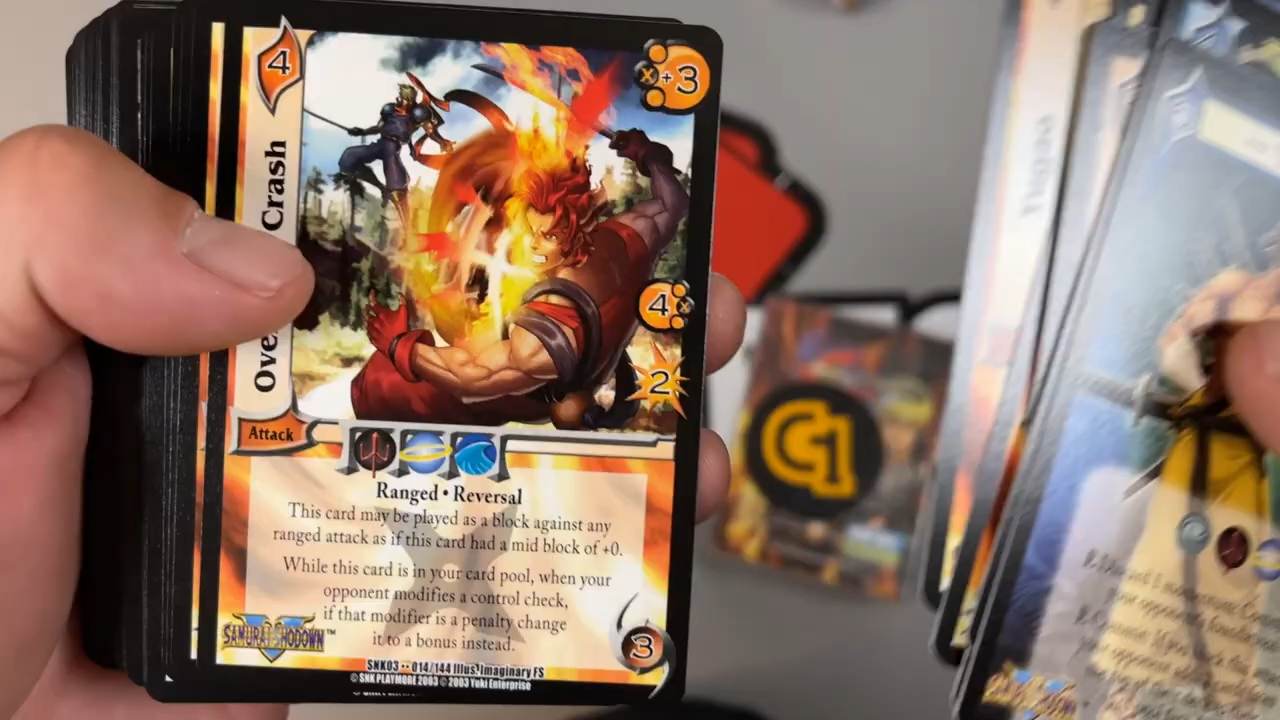 4
X+3
Ove
Crash
4
2
Attack
Ranged • Reversal
This card may be played as a block against any
ranged attack as if this card had a mid block of +0.
While this card is in your card pool, when your
opponent modifies a control check,
if that modifier is a penalty change
it to a bonus instead.
SAMURAI SHODOWN™
V
3
SNK03 •• 014/144 Illus. Imaginary FS
© SNK PLAYMORE 2003 © 2003 Yuki Enterprise
G1